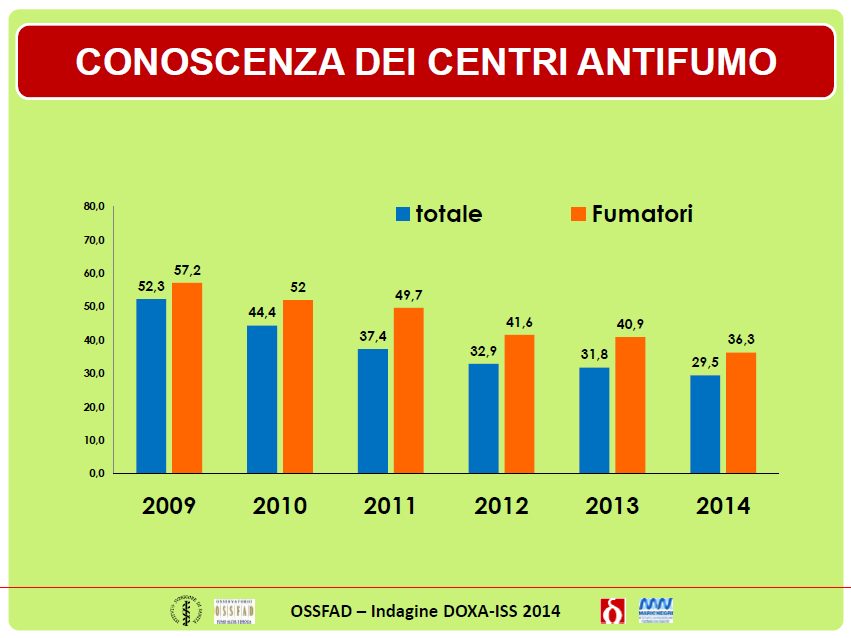 CONOSCENZA DEI CENTRI ANTIFUMO
totale Fumatori
80,0
70,0
60,0
50,0
40,0
30,0
20,0
10,0
0,0
52,3 57,2
44,4 52
37,4 49,7
32,9 41,6
31,8 40,9
29,5 36,3
2009 2010 2011 2012 2013 2014
OSSFAD
OSSFAD – Indagine DOXA-ISS 2014
MARIO NEGRI